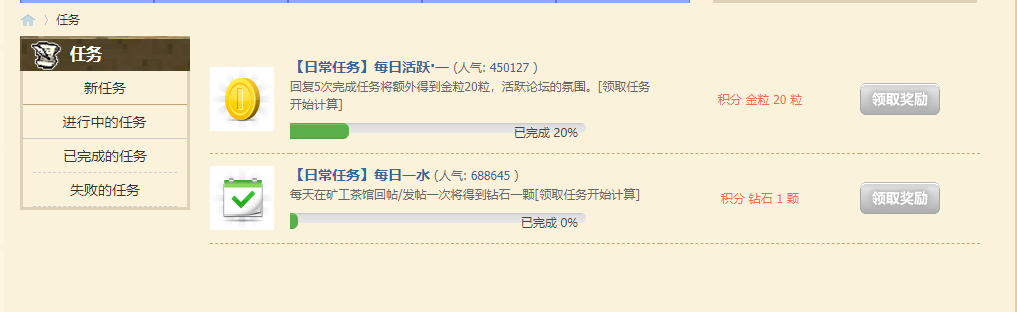 〉任务
任务
新任务
进行中的任务
已完成的任务
失败的任务
【日常任务】每日活跃·一 (人气: 450127 )
回复5次完成任务将额外得到金粒20粒，活跃论坛的氛围。[领取任务
开始计算]
已完成 20%
积分 金粒 20 粒
领取奖励
【日常任务】每日一水 (人气: 688645 )
每天在矿工茶馆回帖/发帖一次将得到钻石一颗[领取任务开始计算]
已完成 0%
积分 钻石 1 颗
领取奖励